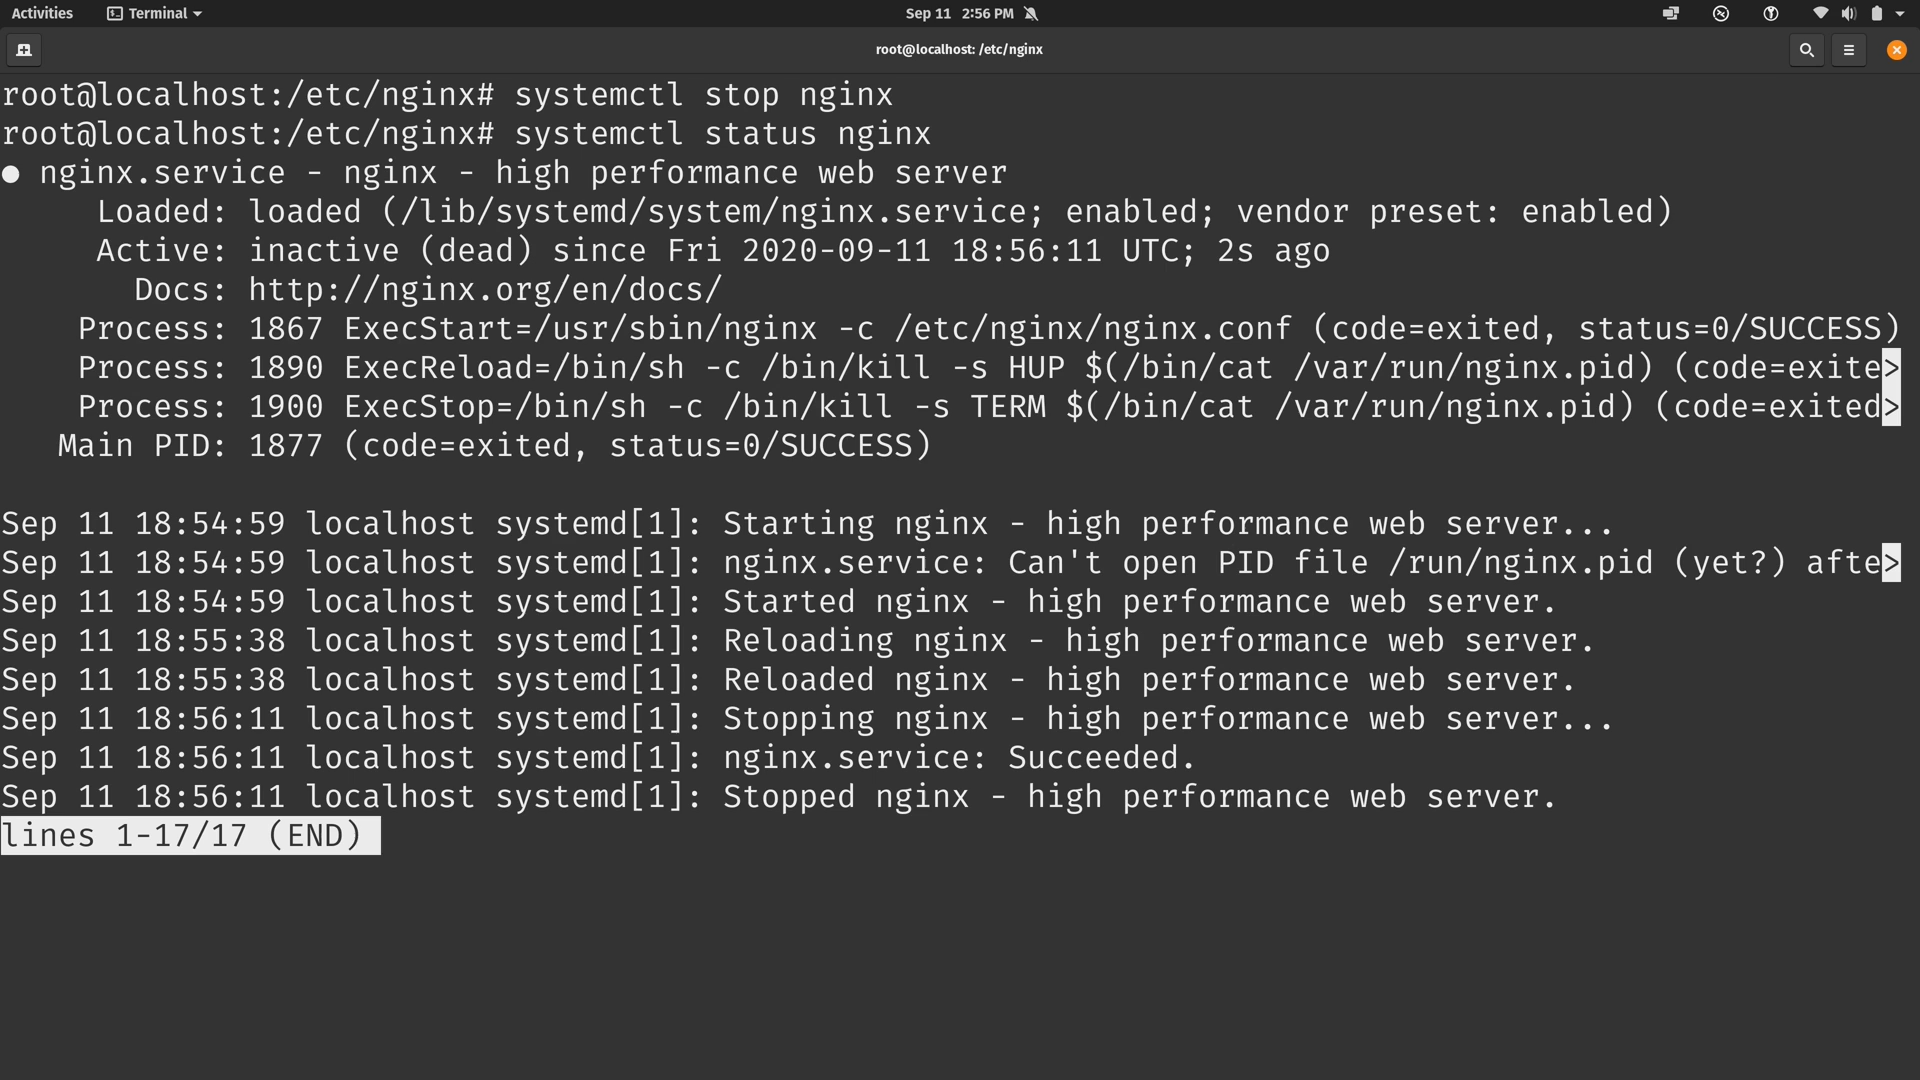 Activities Terminal Sep 11 2:56 PM
root@localhost: /etc/nginx
root@localhost:/etc/nginx# systemctl stop nginx
root@localhost:/etc/nginx# systemctl status nginx
● nginx.service - nginx - high performance web server
Loaded: loaded (/lib/systemd/system/nginx.service; enabled; vendor preset: enabled)
Active: inactive (dead) since Fri 2020-09-11 18:56:11 UTC; 2s ago
Docs: http://nginx.org/en/docs/
Process: 1867 ExecStart=/usr/sbin/nginx -c /etc/nginx/nginx.conf (code=exited, status=0/SUCCESS)
Process: 1890 ExecReload=/bin/sh -c /bin/kill -s HUP $(/bin/cat /var/run/nginx.pid) (code=exite>
Process: 1900 ExecStop=/bin/sh -c /bin/kill -s TERM $(/bin/cat /var/run/nginx.pid) (code=exited>
Main PID: 1877 (code=exited, status=0/SUCCESS)
Sep 11 18:54:59 localhost systemd[1]: Starting nginx - high performance web server...
Sep 11 18:54:59 localhost systemd[1]: nginx.service: Can't open PID file /run/nginx.pid (yet?) afte>
Sep 11 18:54:59 localhost systemd[1]: Started nginx - high performance web server.
Sep 11 18:55:38 localhost systemd[1]: Reloading nginx - high performance web server.
Sep 11 18:55:38 localhost systemd[1]: Reloaded nginx - high performance web server.
Sep 11 18:56:11 localhost systemd[1]: Stopping nginx - high performance web server...
Sep 11 18:56:11 localhost systemd[1]: nginx.service: Succeeded.
Sep 11 18:56:11 localhost systemd[1]: Stopped nginx - high performance web server.
lines 1-17/17 (END)